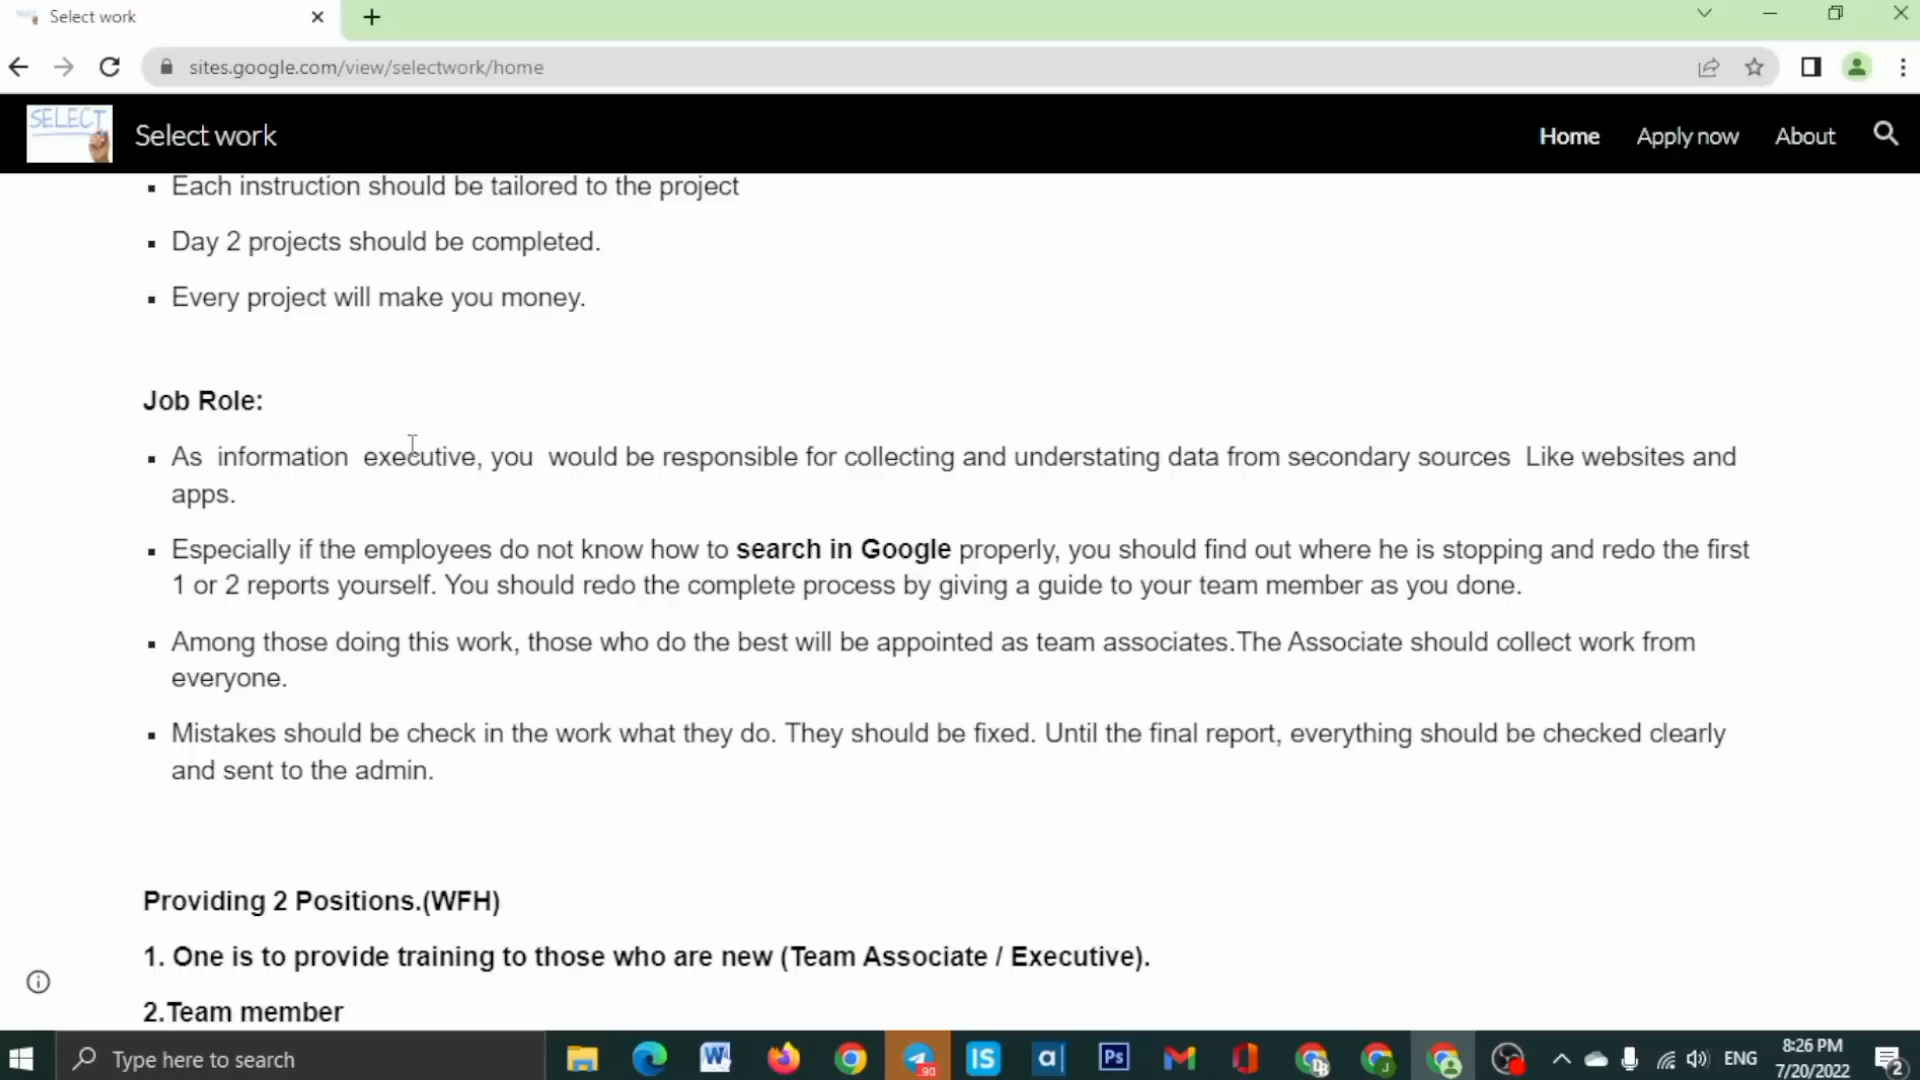 Select work
sites.google.com/view/selectwork/home
SELECT
Select work
Home
Apply now
About
Each instruction should be tailored to the project
Day 2 projects should be completed.
Every project will make you money.
Job Role:
As information executive, you would be responsible for collecting and understating data from secondary sources Like websites and
apps.
Especially if the employees do not know how to search in Google properly, you should find out where he is stopping and redo the first
1 or 2 reports yourself. You should redo the complete process by giving a guide to your team member as you done.
Among those doing this work, those who do the best will be appointed as team associates.The Associate should collect work from
everyone.
Mistakes should be check in the work what they do. They should be fixed. Until the final report, everything should be checked clearly
and sent to the admin.
Providing 2 Positions.(WFH)
1. One is to provide training to those who are new (Team Associate / Executive).
2.Team member
Type here to search
W
90
IS
a
Ps
DB
J
ENG
8:26 PM
7/20/2022
2